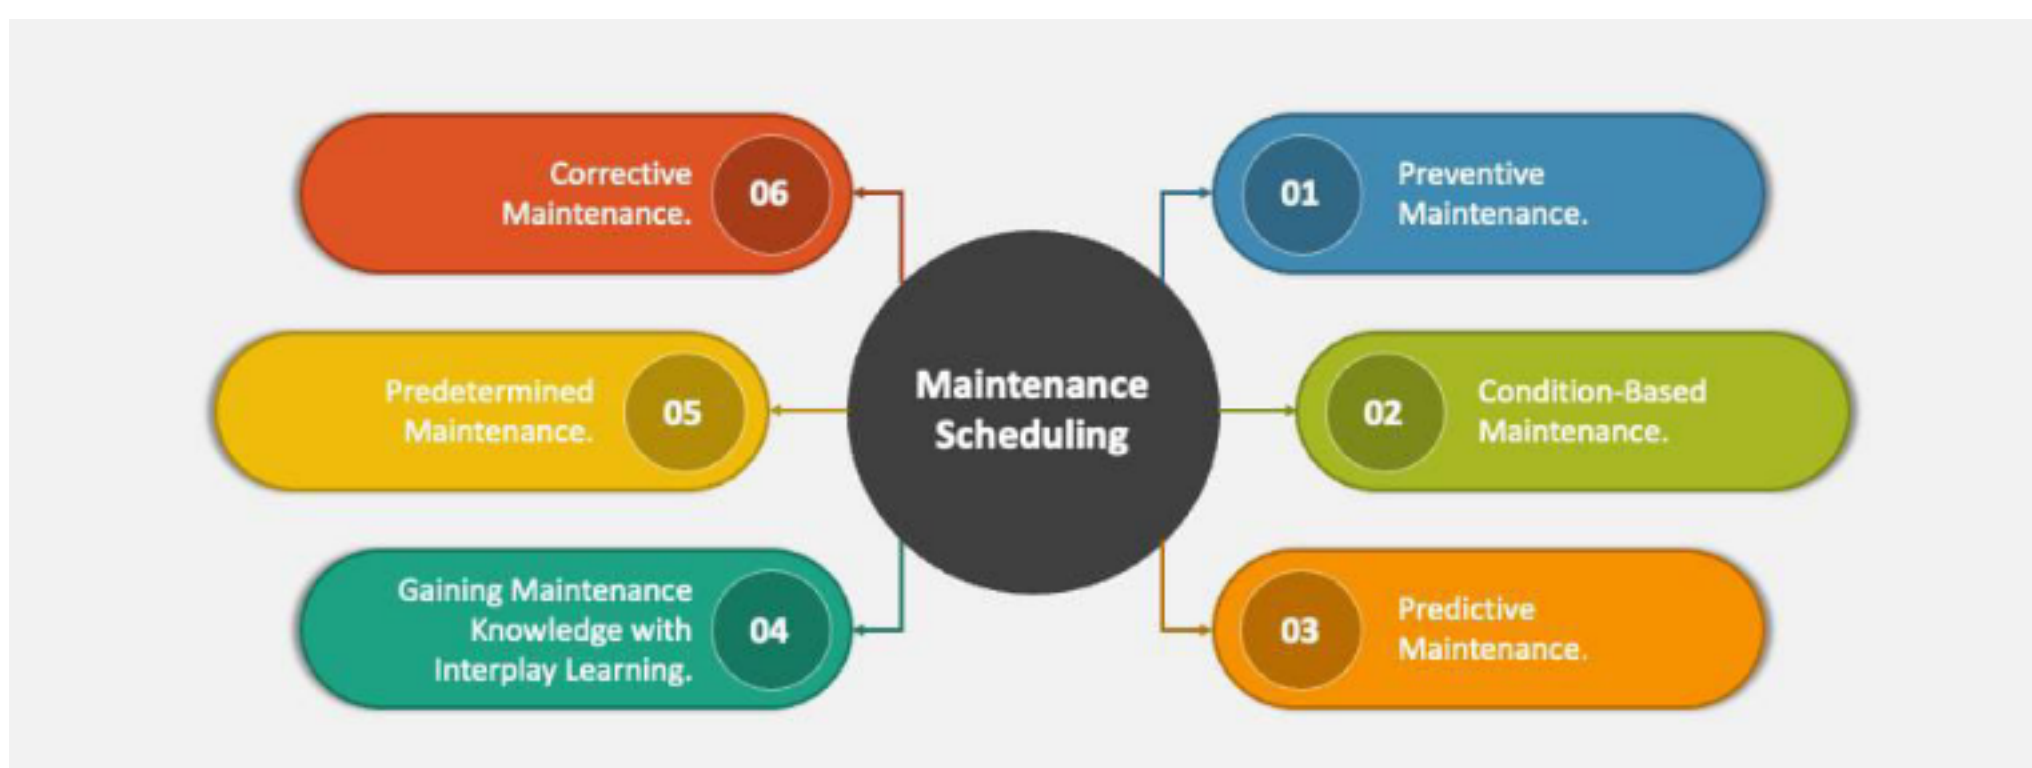 Maintenance
Scheduling
01
Preventive
Maintenance.
02
Condition-Based
Maintenance.
03
Predictive
Maintenance.
04
Gaining Maintenance
Knowledge with
Interplay Learning.
05
Predetermined
Maintenance.
06
Corrective
Maintenance.